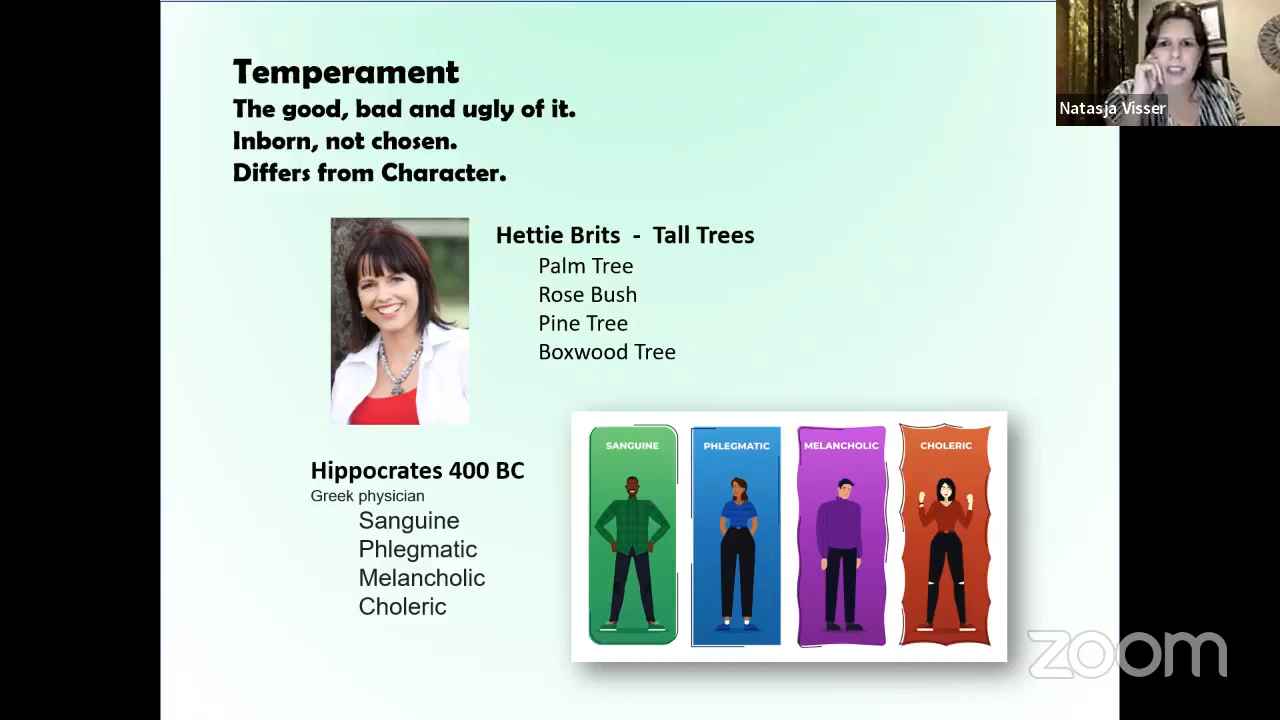 Temperament
The good, bad and ugly of it.
Inborn, not chosen.
Differs from Character.
Natasja Visser
Hettie Brits - Tall Trees
Palm Tree
Rose Bush
Pine Tree
Boxwood Tree
Hippocrates 400 BC
Greek physician
Sanguine
Phlegmatic
Melancholic
Choleric
SANGUINE
PHLEGMATIC
MELANCHOLIC
CHOLERIC
zoom